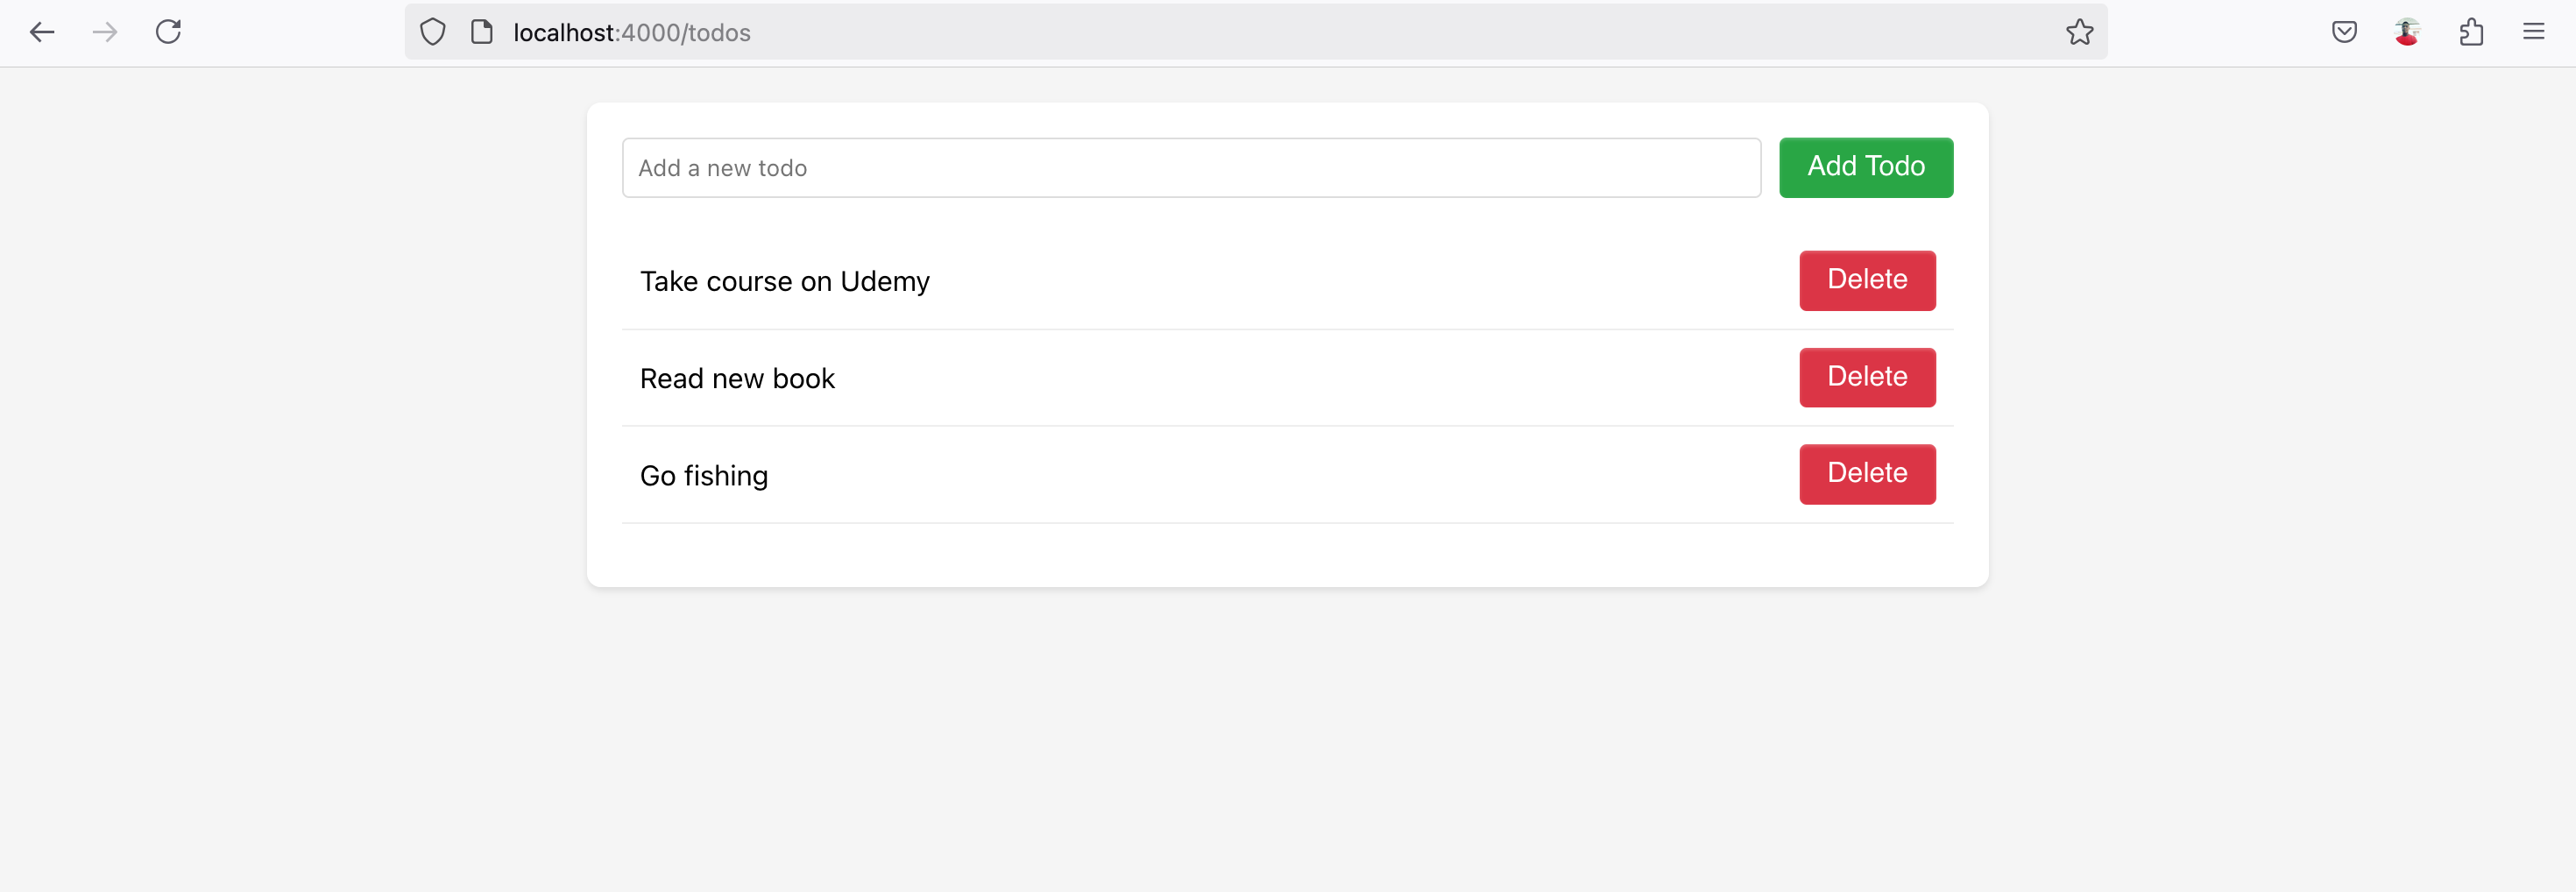 localhost:4000/todos
Add a new todo
Add Todo
Take course on Udemy
Delete
Read new book
Delete
Go fishing
Delete